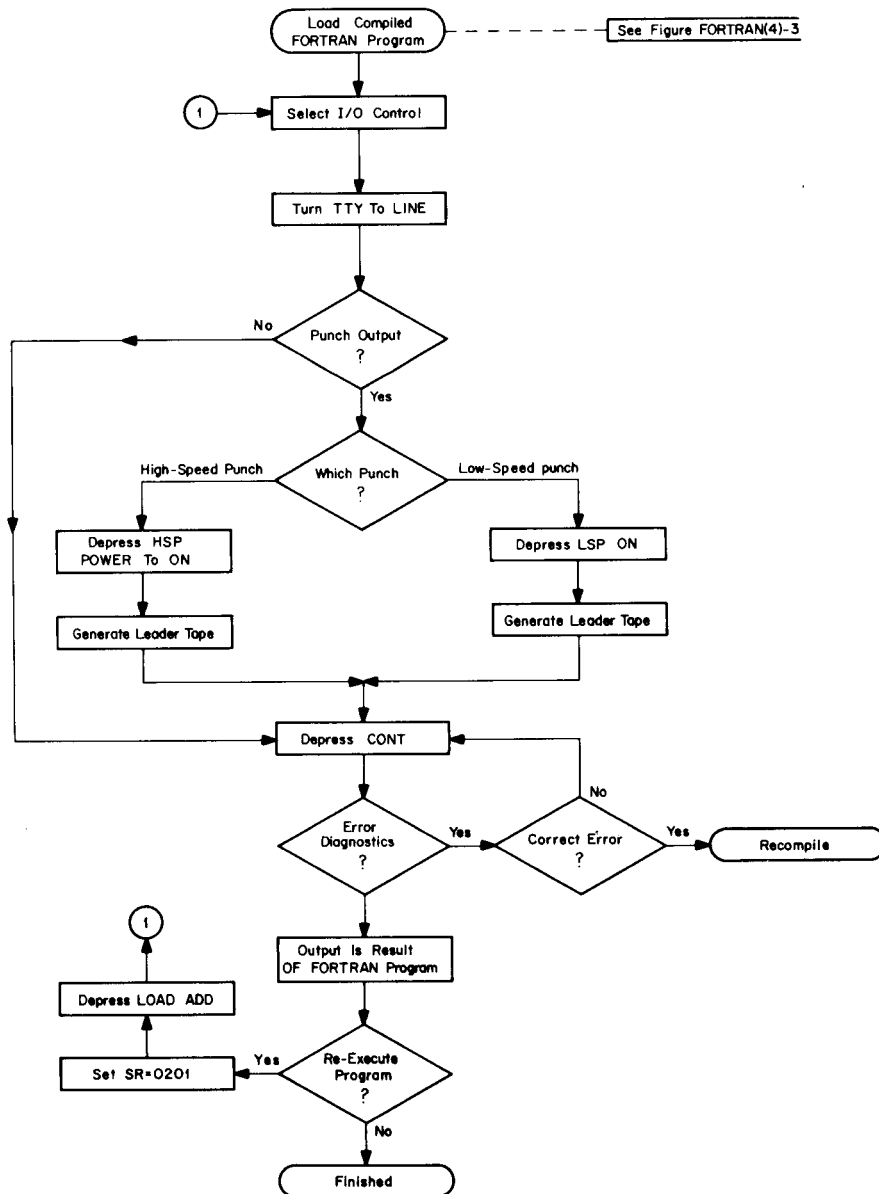 Load Compiled
FORTRAN Program
See Figure FORTRAN(4)-3
1
Select I/O Control
Turn TTY To LINE
No
Punch Output
?
Yes
High-Speed Punch
Which Punch
?
Low-Speed punch
Depress HSP
POWER To ON
Depress LSP ON
Generate Leader Tape
Generate Leader Tape
Depress CONT
No
Error
Diagnostics
?
Yes
Correct Error
?
Yes
Recompile
1
Output Is Result
OF FORTRAN Program
Depress LOAD ADD
Yes
Re-Execute
Program
?
Set SR=0201
No
Finished